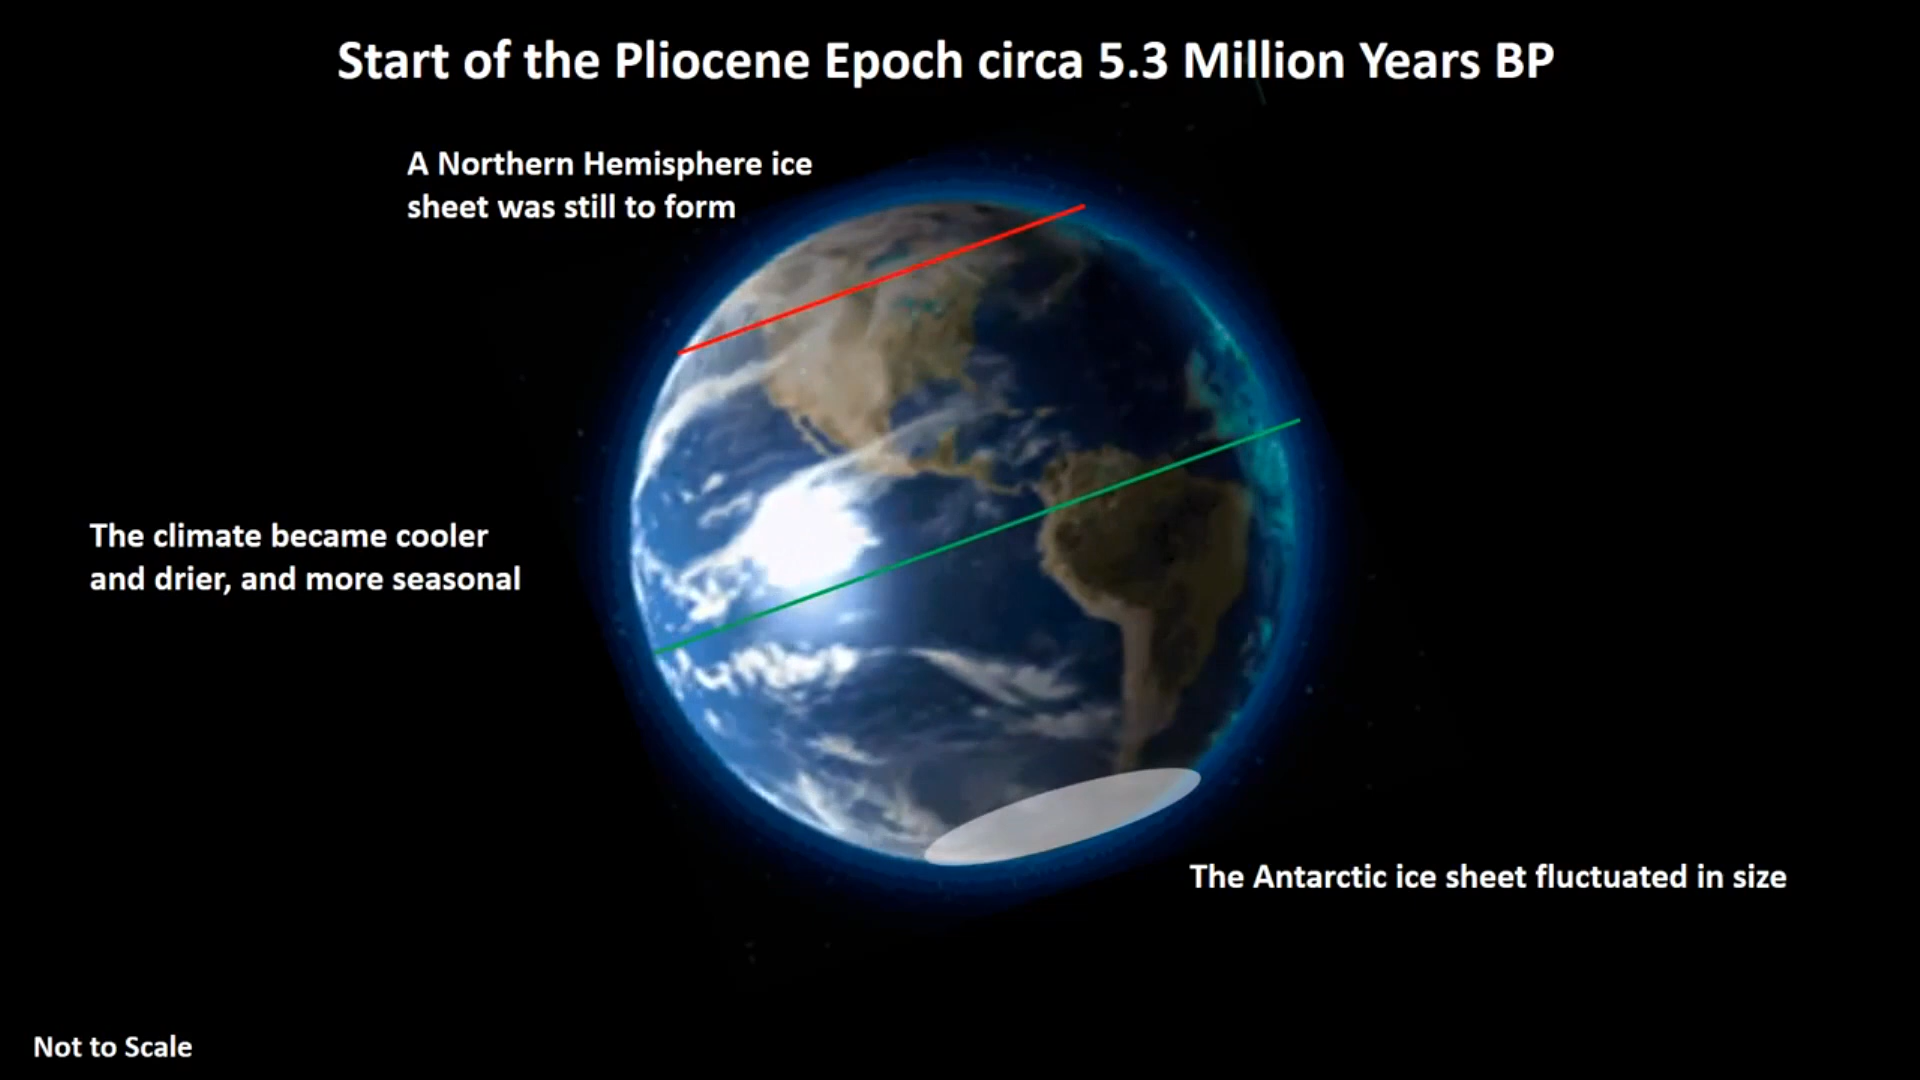 Start of the Pliocene Epoch circa 5.3 Million Years BP
A Northern Hemisphere ice
sheet was still to form
The climate became cooler
and drier, and more seasonal
The Antarctic ice sheet fluctuated in size
Not to Scale